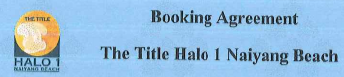 THE TITLE
HALO 1
NAIYANG BEACH
Booking Agreement
The Title Halo 1 Naiyang Beach